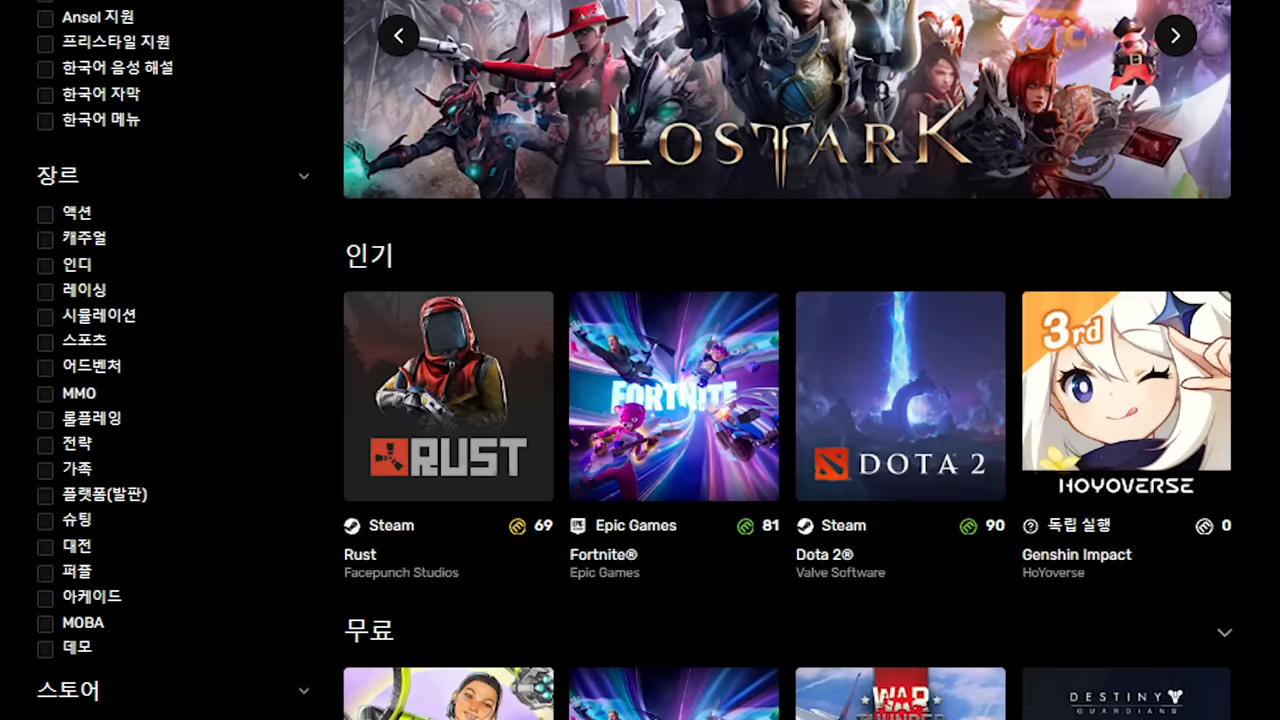 Ansel 지원
프리스타일 지원
한국어 음성 해설
한국어 자막
한국어 메뉴
장르
액션
캐주얼
인디
레이싱
시뮬레이션
스포츠
어드벤처
MMO
롤플레잉
전략
가족
플랫폼(발판)
슈팅
대전
퍼플
아케이드
MOBA
데모
스토어
LOST ARK
인기
RUST
FORTNITE
DOTA 2
3rd
HOYOVERSE
Steam 69
Epic Games 81
Steam 90
독립 실행 0
Rust
Fortnite®
Dota 2®
Genshin Impact
Facepunch Studios
Epic Games
Valve Software
HoYoverse
무료
WAR
THUNDER
DESTINY
GUARDIANS